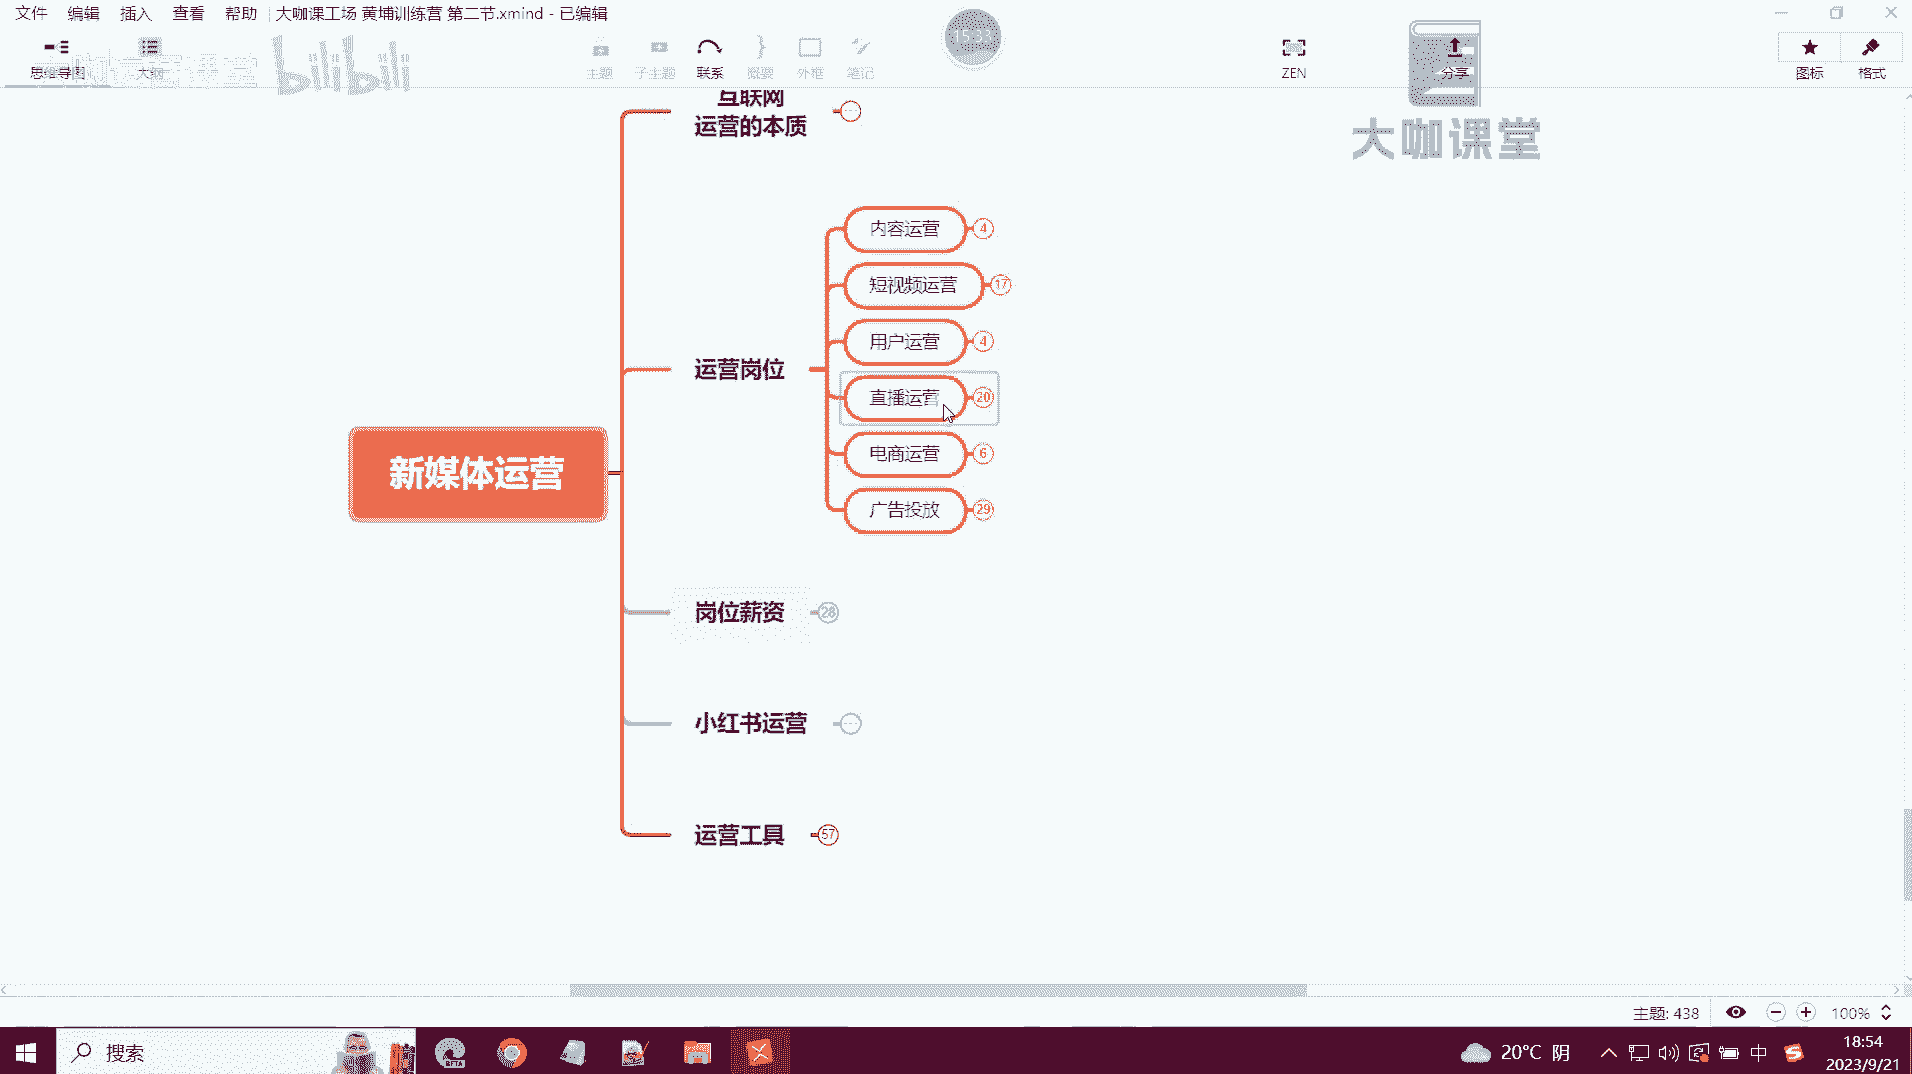 文件 编辑 插入 查看 帮助 大咖课工场 黄埔训练营 第二节.xmind - 已编辑
思维导图 大纲 bilibili 主题 子主题 联系 概要 外框 笔记 15:33 ZEN 分享 图标 格式
大咖课堂
互联网
运营的本质
内容运营 4
短视频运营 17
用户运营 4
运营岗位
直播运营 20
电商运营 6
新媒体运营
广告投放 29
岗位薪资 28
小红书运营
运营工具 57
主题: 438 100%
搜索 20°C 阴 中 18:54
2023/9/21